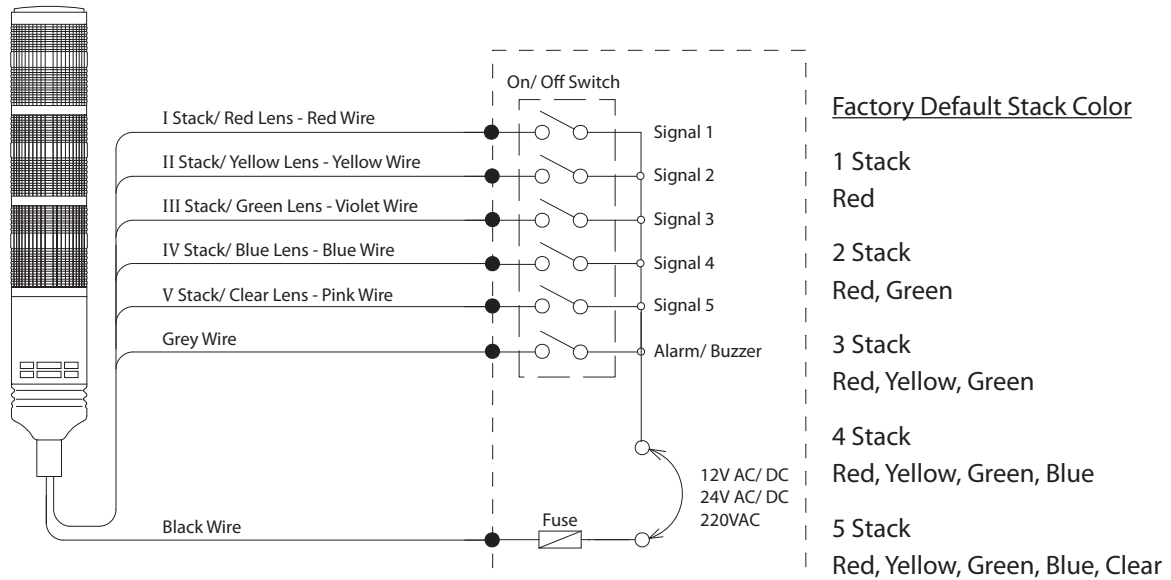 On/ Off Switch
I Stack/ Red Lens - Red Wire
Signal 1
II Stack/ Yellow Lens - Yellow Wire
Signal 2
III Stack/ Green Lens - Violet Wire
Signal 3
IV Stack/ Blue Lens - Blue Wire
Signal 4
V Stack/ Clear Lens - Pink Wire
Signal 5
Grey Wire
Alarm/ Buzzer
12V AC/ DC
24V AC/ DC
220VAC
Black Wire
Fuse
Factory Default Stack Color
1 Stack
Red
2 Stack
Red, Green
3 Stack
Red, Yellow, Green
4 Stack
Red, Yellow, Green, Blue
5 Stack
Red, Yellow, Green, Blue, Clear